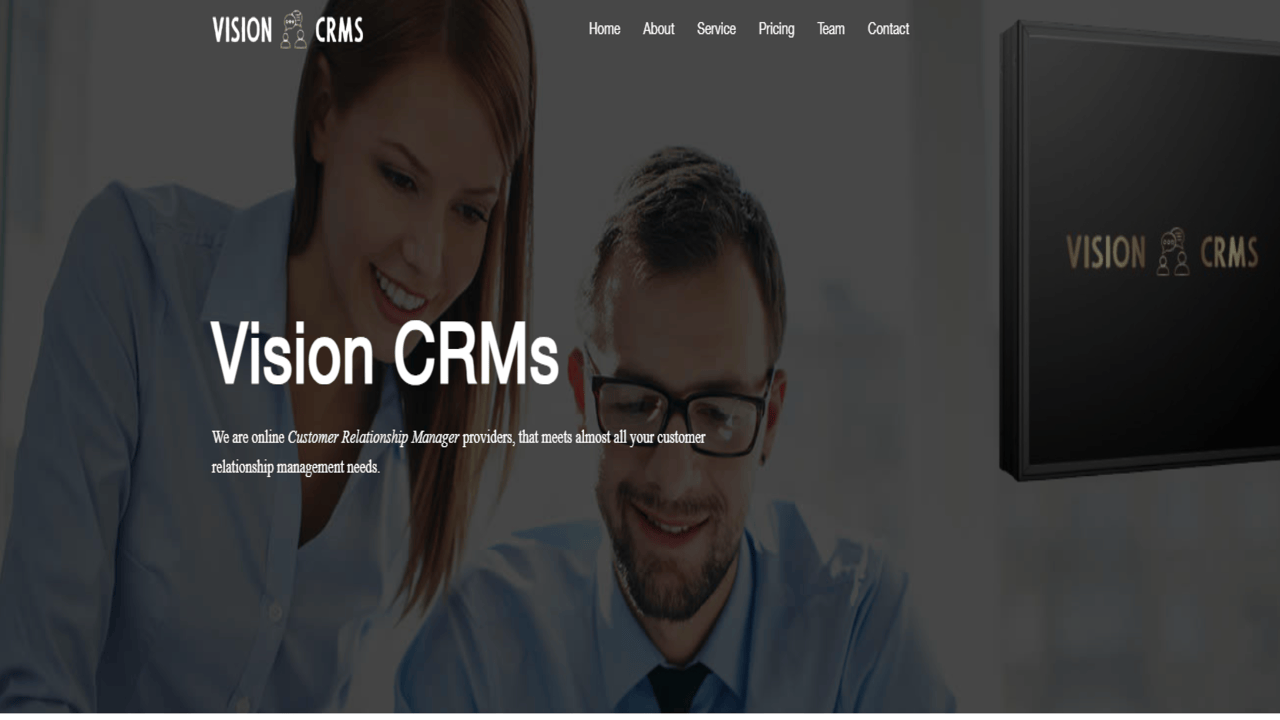 VISION CRMS
Home About Service Pricing Team Contact
VISION CRMS
Vision CRMs
We are online Customer Relationship Manager providers, that meets almost all your customer
relationship management needs.